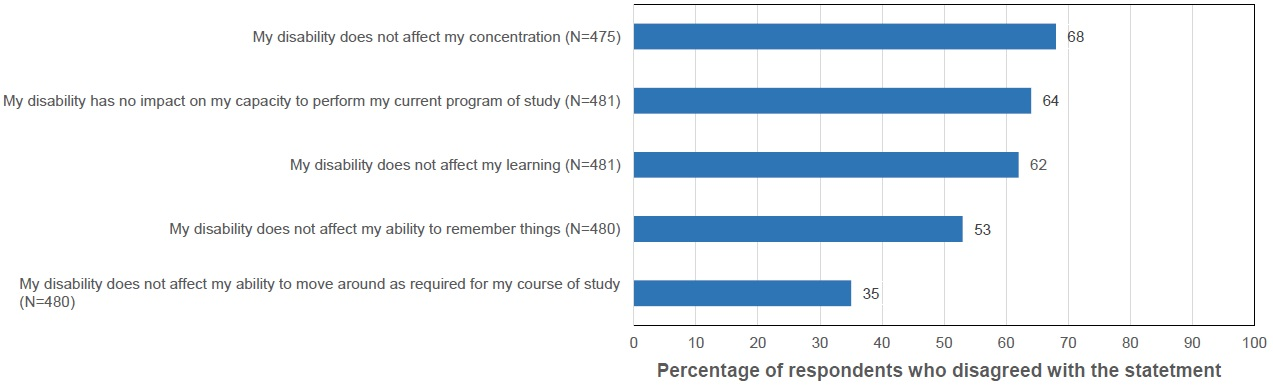 My disability does not affect my concentration (N=475)
68
My disability has no impact on my capacity to perform my current program of study (N=481)
64
My disability does not affect my learning (N=481)
62
My disability does not affect my ability to remember things (N=480)
53
My disability does not affect my ability to move around as required for my course of study
(N=480)
35
0 10 20 30 40 50 60 70 80 90 100
Percentage of respondents who disagreed with the statetment